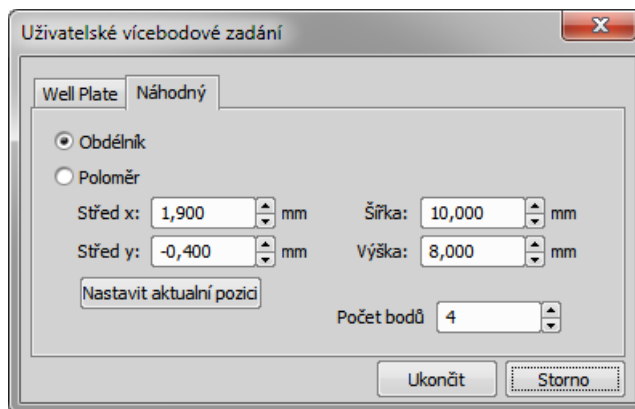 Uživatelské vícebodové zadání
Well Plate Náhodný
Obdélník
Poloměr
Střed x: 1,900 mm Šířka: 10,000 mm
Střed y: -0,400 mm Výška: 8,000 mm
Nastavit aktualní pozici
Počet bodů 4
Ukončit Storno